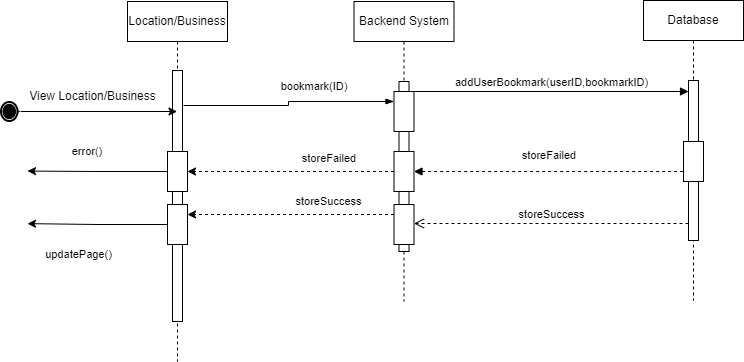 Location/Business
Backend System
Database
View Location/Business
bookmark(ID)
addUserBookmark(userID,bookmarkID)
error()
storeFailed
storeFailed
storeSuccess
storeSuccess
updatePage()